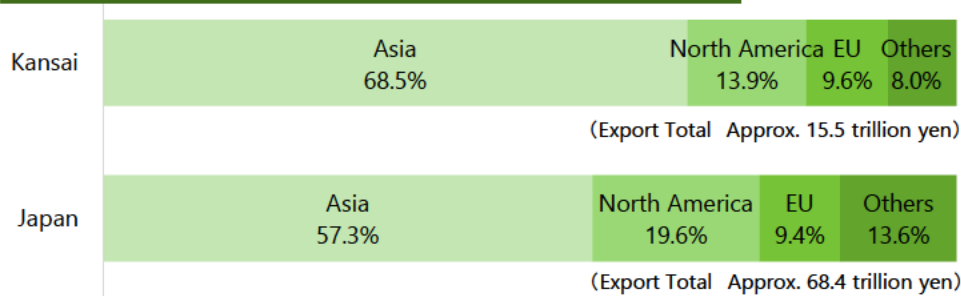 Kansai
Asia North America EU Others
68.5% 13.9% 9.6% 8.0%
(Export Total Approx. 15.5 trillion yen)
Japan
Asia North America EU Others
57.3% 19.6% 9.4% 13.6%
(Export Total Approx. 68.4 trillion yen)